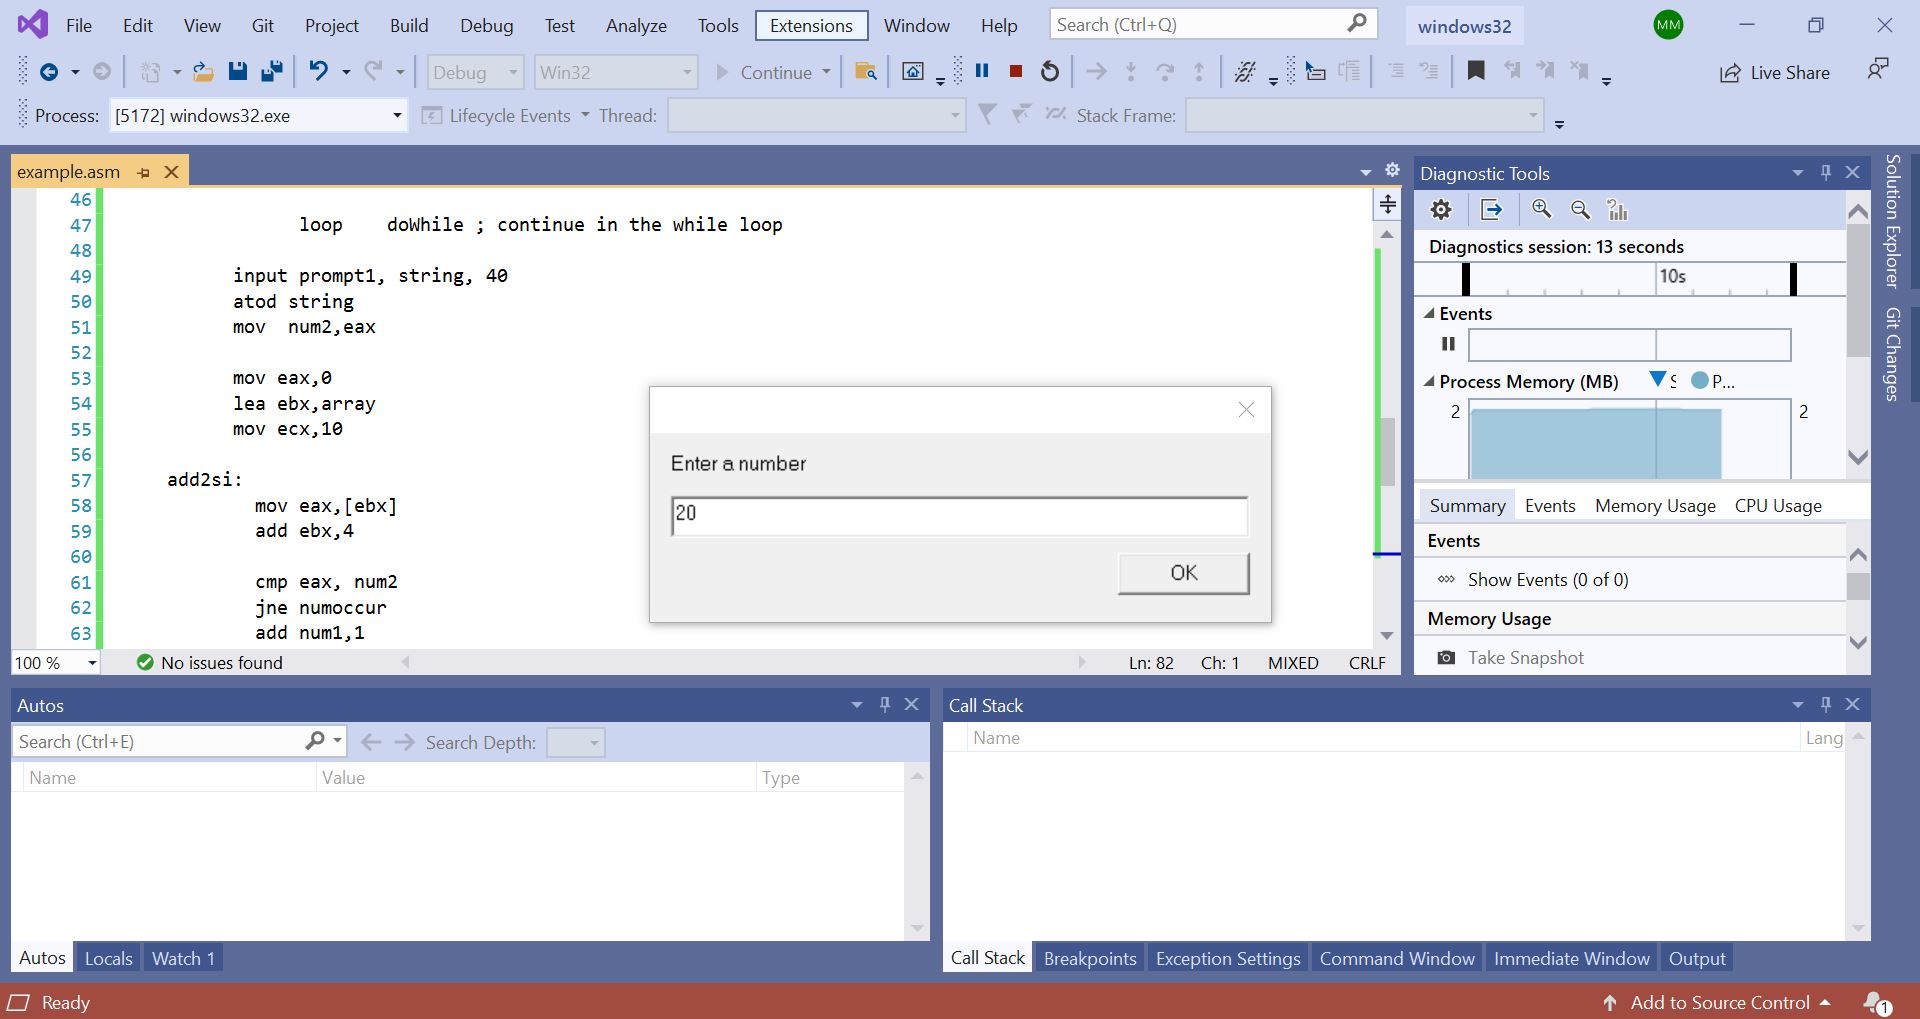 File Edit View Git Project Build Debug Test Analyze Tools Extensions Window Help Search (Ctrl+Q) windows32 MM
Debug Win32 Continue Live Share
Process: [5172] windows32.exe Lifecycle Events Thread: Stack Frame:
example.asm
46
47 loop doWhile ; continue in the while loop
48
49 input prompt1, string, 40
50 atod string
51 mov num2,eax
52
53 mov eax,0
54 lea ebx,array
55 mov ecx,10
56
57 add2si:
58 mov eax,[ebx]
59 add ebx,4
60
61 cmp eax, num2
62 jne numoccur
63 add num1,1
100 % No issues found Ln: 82 Ch: 1 MIXED CRLF
Enter a number
20
OK
Diagnostic Tools
Diagnostics session: 13 seconds
10s
Events
Process Memory (MB) S P...
2 2
Summary Events Memory Usage CPU Usage
Events
Show Events (0 of 0)
Memory Usage
Take Snapshot
Solution Explorer
Git Changes
Autos
Search (Ctrl+E) Search Depth:
Name Value Type
Autos Locals Watch 1
Call Stack
Name Lang
Call Stack Breakpoints Exception Settings Command Window Immediate Window Output
Ready Add to Source Control 1